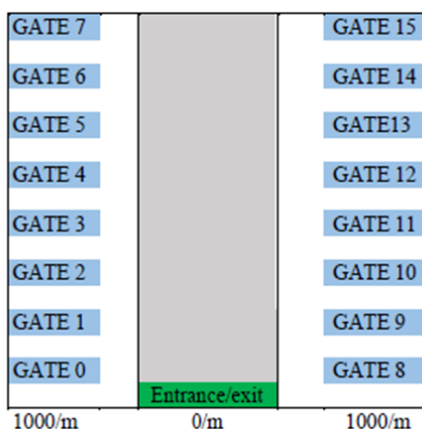 GATE 7 GATE 15
GATE 6 GATE 14
GATE 5 GATE13
GATE 4 GATE 12
GATE 3 GATE 11
GATE 2 GATE 10
GATE 1 GATE 9
GATE 0 GATE 8
Entrance/exit
1000/m 0/m 1000/m